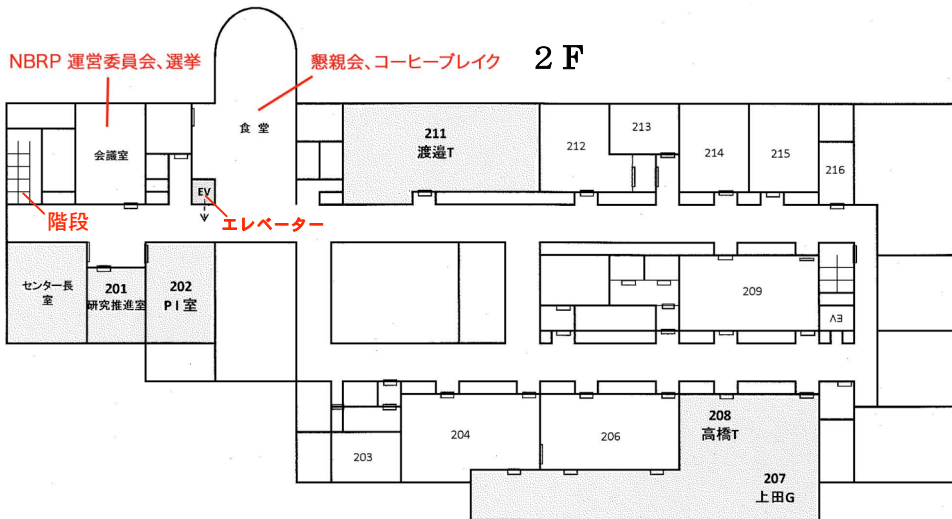 NBRP 運営委員会、選挙
懇親会、コーヒーブレイク
2F
食堂
会議室
211
渡邉T
212
213
214
215
216
EV
階段
エレベーター
センター長
室
201
研究推進室
202
PI室
209
EV
203
204
206
208
高橋T
207
上田G